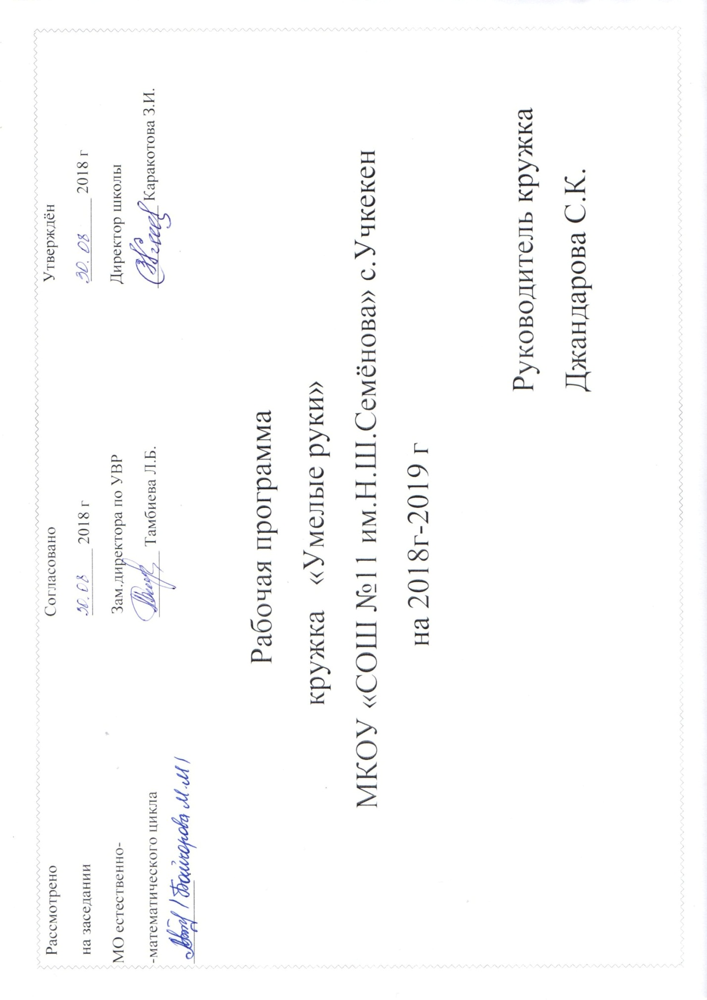 Рассмотрено
на заседании
МО естественно-
-математического цикла
/ Байчорова М.М /
Согласовано
30.08 2018 г
Зам.директора по УВР
Тамбиева Л.Б.
Утверждён
30.08 2018 г
Директор школы
Каракотова З.И.
Рабочая программа
кружка «Умелые руки»
МКОУ «СОШ №11 им.Н.Ш.Семёнова» с.Учкекен
на 2018г-2019 г
Руководитель кружка
Джандарова С.К.